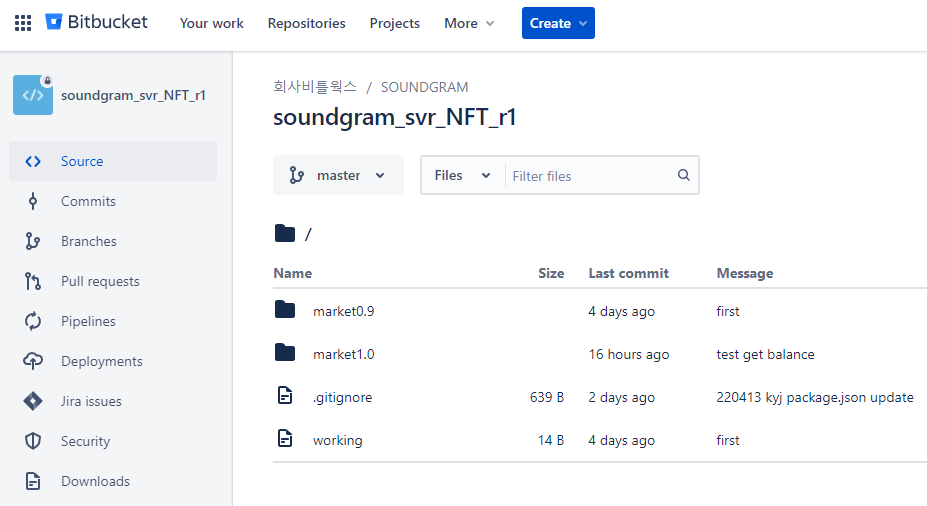 Bitbucket Your work Repositories Projects More Create
soundgram_svr_NFT_r1
Source
Commits
Branches
Pull requests
Pipelines
Deployments
Jira issues
Security
Downloads
회사비틀웍스 / SOUNDGRAM
soundgram_svr_NFT_r1
master Files Filter files
/
Name Size Last commit Message
market0.9 4 days ago first
market1.0 16 hours ago test get balance
.gitignore 639 B 2 days ago 220413 kyj package.json update
working 14 B 4 days ago first